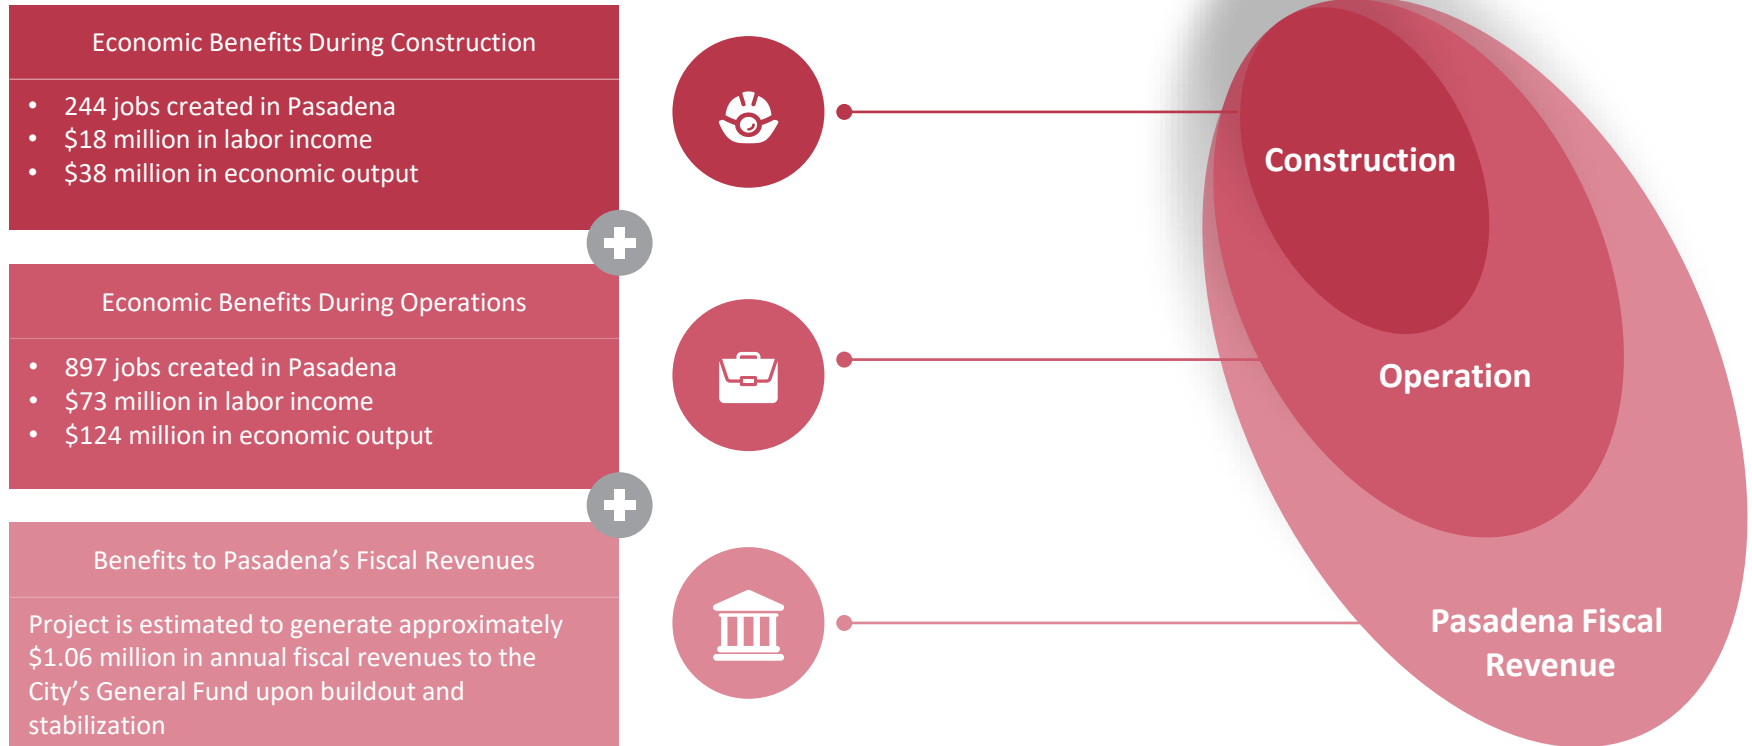 Economic Benefits During Construction
• 244 jobs created in Pasadena
• $18 million in labor income
• $38 million in economic output
Economic Benefits During Operations
• 897 jobs created in Pasadena
• $73 million in labor income
• $124 million in economic output
Benefits to Pasadena’s Fiscal Revenues
Project is estimated to generate approximately
$1.06 million in annual fiscal revenues to the
City’s General Fund upon buildout and
stabilization
Construction
Operation
Pasadena Fiscal
Revenue